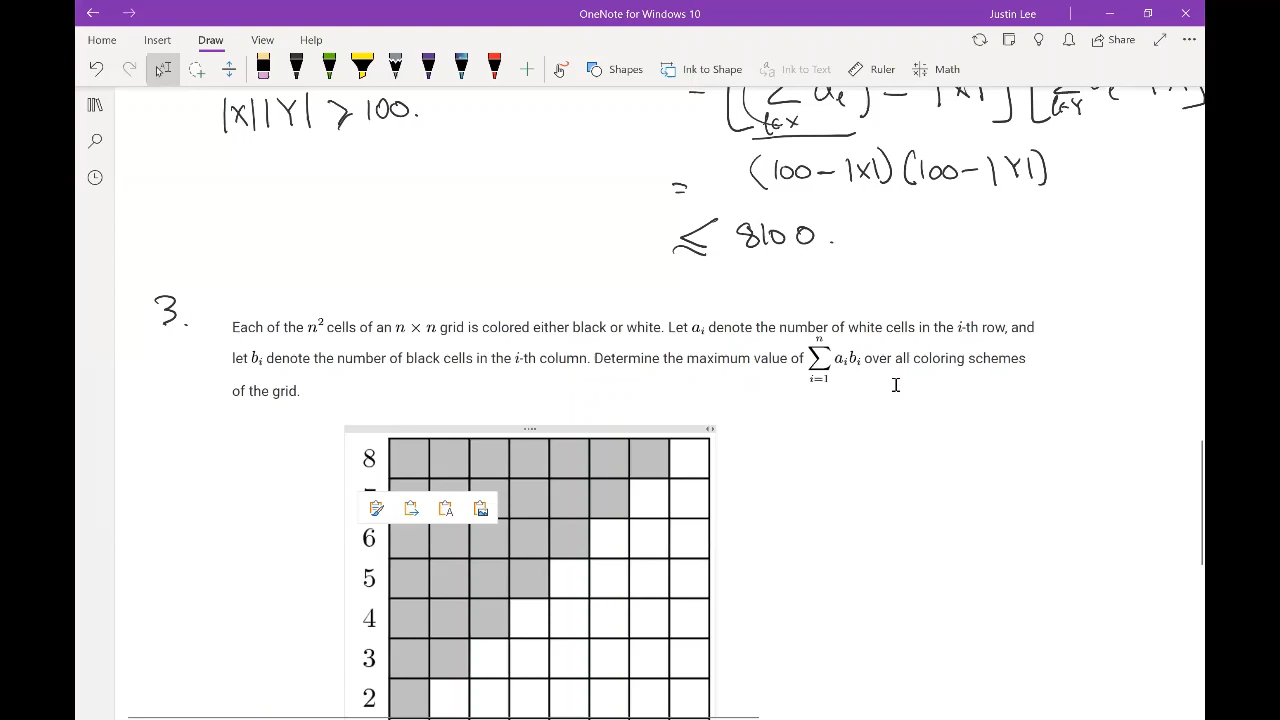 OneNote for Windows 10
Justin Lee
Home Insert Draw View Help
Share
Shapes Ink to Shape Ink to Text Ruler Math
|X||Y| ⩾ 100.
(100 − |X|)(100 − |Y|)
=
⩽ 8100.
3.
Each of the n² cells of an n × n grid is colored either black or white. Let aᵢ denote the number of white cells in the i-th row, and
let bᵢ denote the number of black cells in the i-th column. Determine the maximum value of ∑ⁿᵢ₌₁ aᵢbᵢ over all coloring schemes
of the grid.
8
6
5
4
3
2